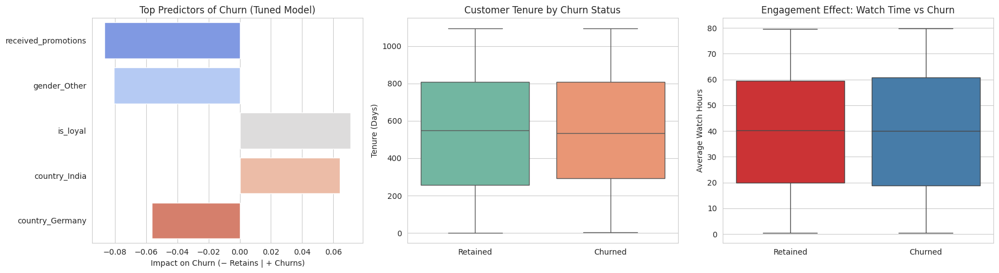 Top Predictors of Churn (Tuned Model)
received_promotions
gender_Other
is_loyal
country_India
country_Germany
−0.08 −0.06 −0.04 −0.02 0.00 0.02 0.04 0.06
Impact on Churn (− Retains | + Churns)
Customer Tenure by Churn Status
Tenure (Days)
1000
800
600
400
200
0
Retained Churned
Engagement Effect: Watch Time vs Churn
Average Watch Hours
80
70
60
50
40
30
20
10
0
Retained Churned